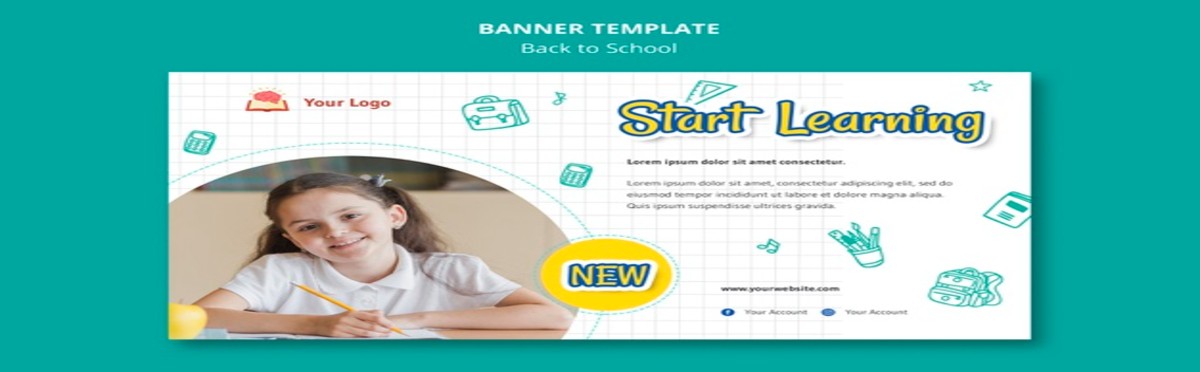 BANNER TEMPLATE
Back to School
Your Logo
Start Learning
Lorem ipsum dolor sit amet consectetur.
Lorem ipsum dolor sit amet, consectetur adipiscing elit, sed do
eiusmod tempor incididunt ut labore et dolore magna aliqua.
Quis ipsum suspendisse ultrices gravida.
NEW
www.yourwebsite.com
Your Account Your Account